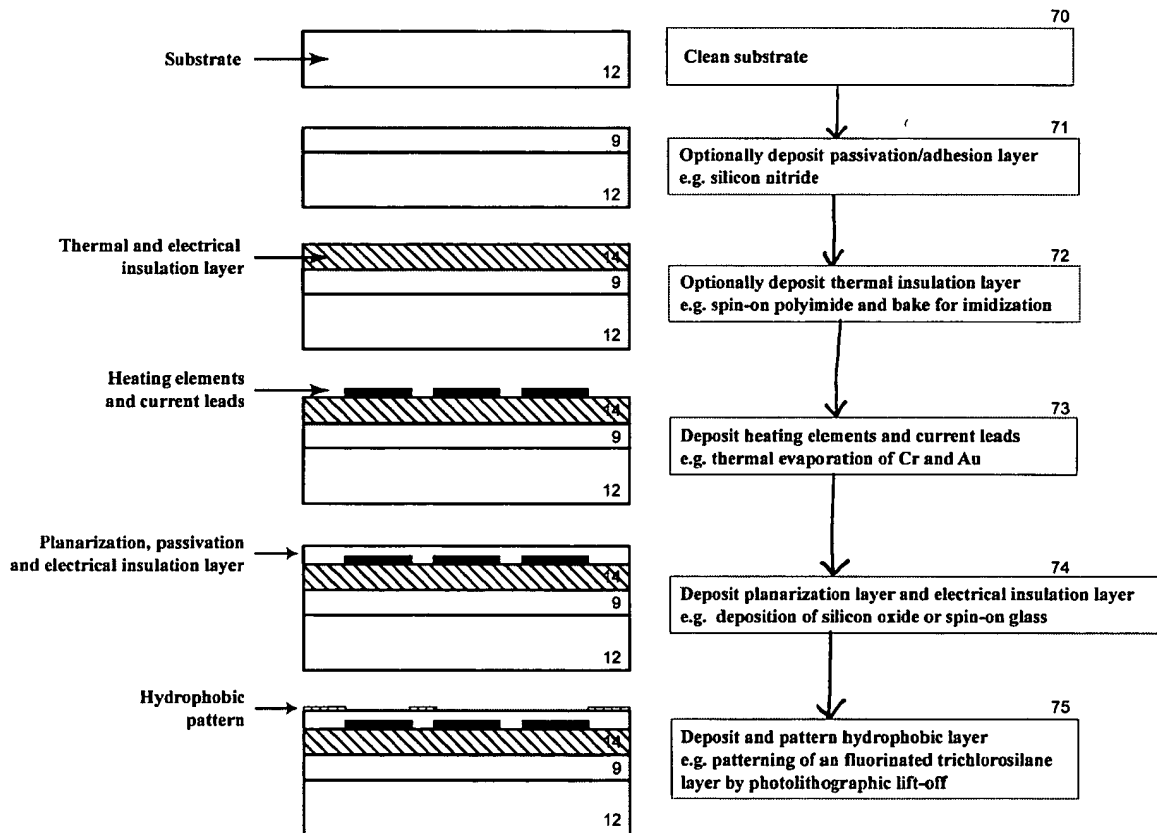 70
Substrate
12
Clean substrate
71
9
12
Optionally deposit passivation/adhesion layer
e.g. silicon nitride
Thermal and electrical
insulation layer
14
9
12
72
Optionally deposit thermal insulation layer
e.g. spin-on polyimide and bake for imidization
Heating elements
and current leads
14
9
12
73
Deposit heating elements and current leads
e.g. thermal evaporation of Cr and Au
Planarization, passivation
and electrical insulation layer
14
9
12
74
Deposit planarization layer and electrical insulation layer
e.g. deposition of silicon oxide or spin-on glass
Hydrophobic
pattern
14
9
12
75
Deposit and pattern hydrophobic layer
e.g. patterning of an fluorinated trichlorosilane
layer by photolithographic lift-off